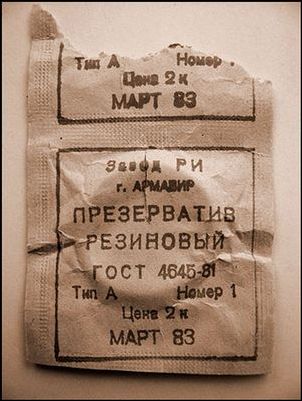 Тип А Номер
Цена 2 к
МАРТ 83
Завод РИ
г. АРМАВИР
ПРЕЗЕРВАТИВ
РЕЗИНОВЫЙ
ГОСТ 4645-81
Тип А Номер 1
Цена 2 к
МАРТ 83